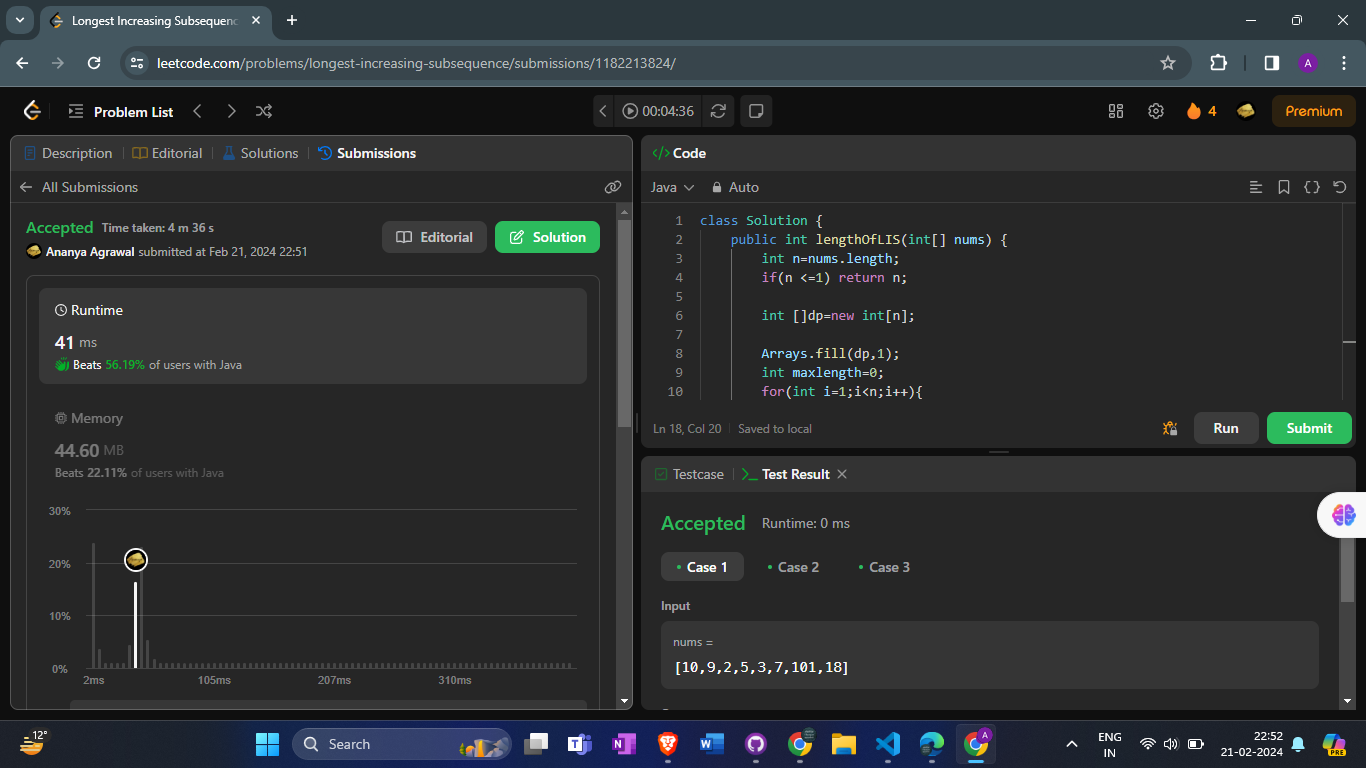 Longest Increasing Subsequenc
leetcode.com/problems/longest-increasing-subsequence/submissions/1182213824/
A
Problem List
00:04:36
4
Premium
Description
Editorial
Solutions
Submissions
All Submissions
Accepted Time taken: 4 m 36 s
Ananya Agrawal submitted at Feb 21, 2024 22:51
Editorial
Solution
Runtime
41 ms
Beats 56.19% of users with Java
Memory
44.60 MB
Beats 22.11% of users with Java
30%
20%
10%
0%
2ms 105ms 207ms 310ms
</> Code
Java
Auto
1 class Solution {
2 public int lengthOfLIS(int[] nums) {
3 int n=nums.length;
4 if(n <=1) return n;
5
6 int []dp=new int[n];
7
8 Arrays.fill(dp,1);
9 int maxlength=0;
10 for(int i=1;i<n;i++){
Ln 18, Col 20 Saved to local
Run
Submit
Testcase
Test Result
Accepted Runtime: 0 ms
Case 1
Case 2
Case 3
Input
nums =
[10,9,2,5,3,7,101,18]
12°
Search
A
ENG
IN
22:52
21-02-2024
PRE